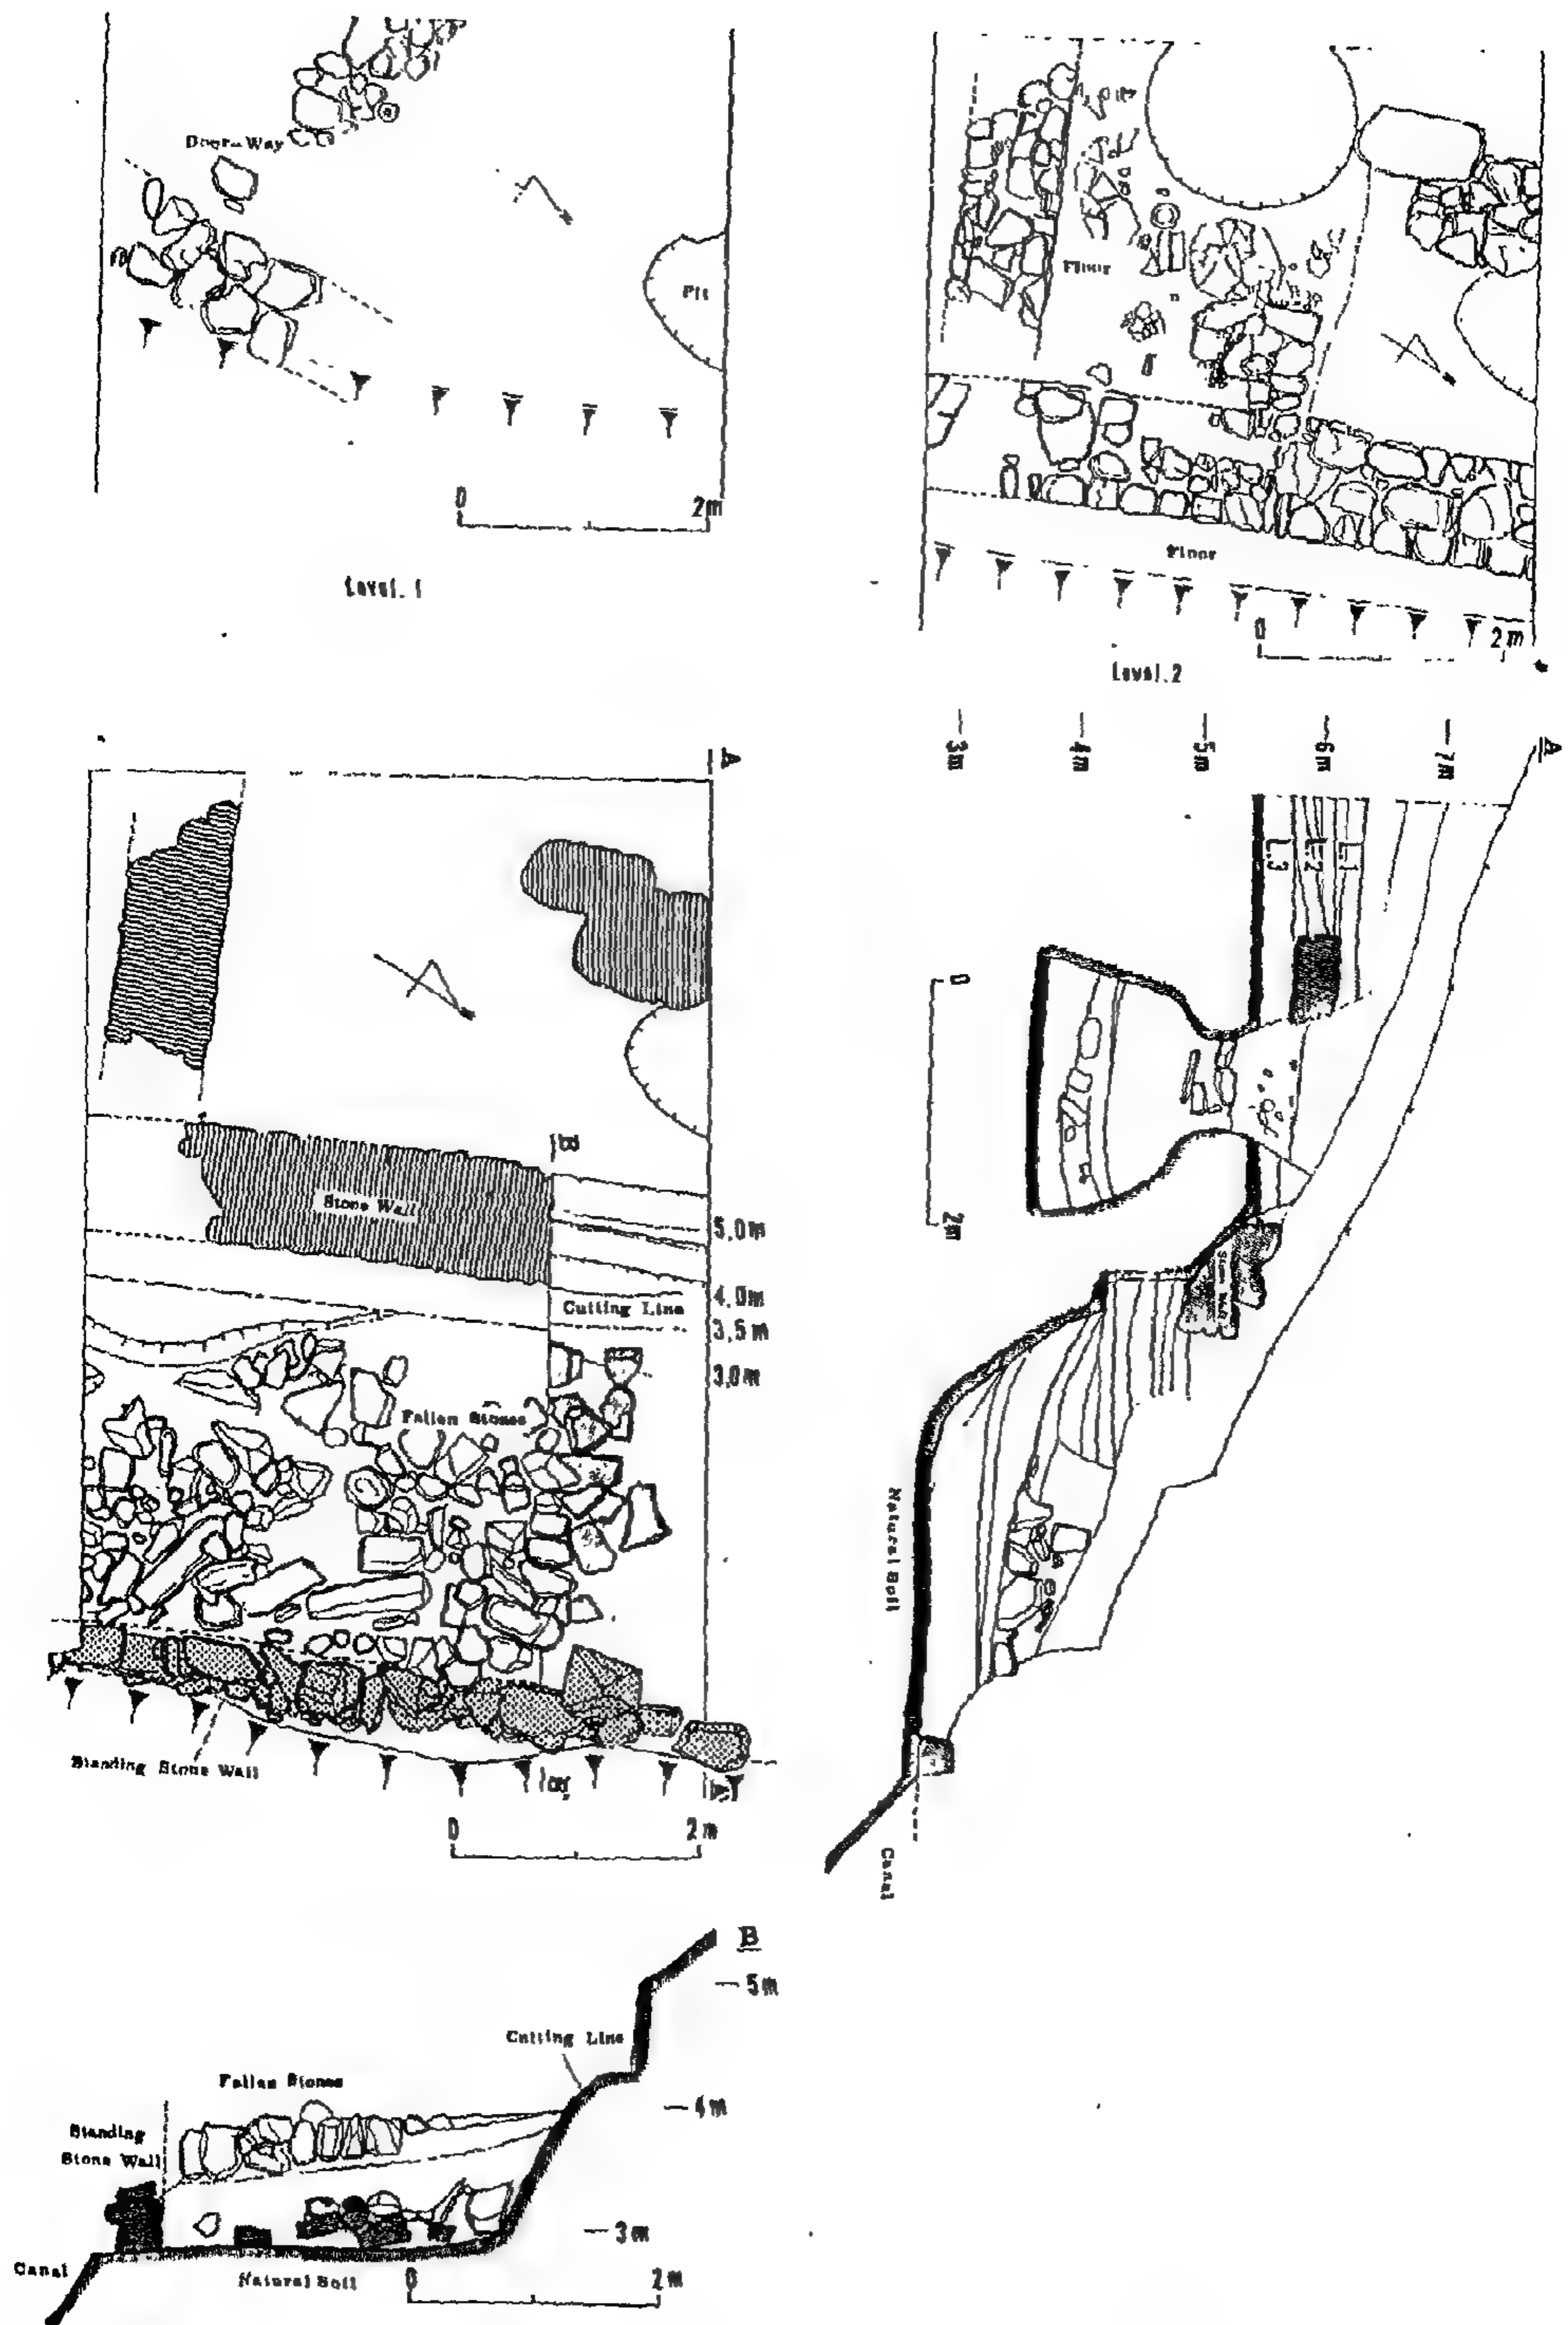 Door-Way
Pit
0 2m
Level. 1
Floor
Floor
0 2m
Level. 2
A
B
Stone Wall
5,0m
4,0m
Cutting Line
3,5m
3,0m
Fallen Stones
Standing Stone Wall
0 2m
A
3m
4m
5m
6m
7m
L3
L2
L1
0 2m
Stone Wall
Natural Soil
Canal
B
5m
Cutting Line
Fallen Stones
4m
Standing
Stone Wall
3m
Canal
Natural Soil
0 2m